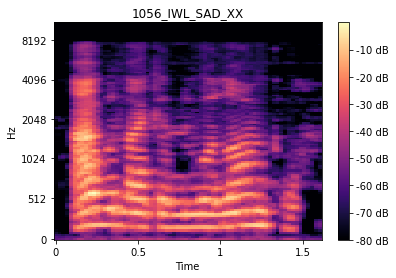 1056_IWL_SAD_XX
Hz
8192
4096
2048
1024
512
0
0
0.5
1
1.5
Time
-10 dB
-20 dB
-30 dB
-40 dB
-50 dB
-60 dB
-70 dB
-80 dB